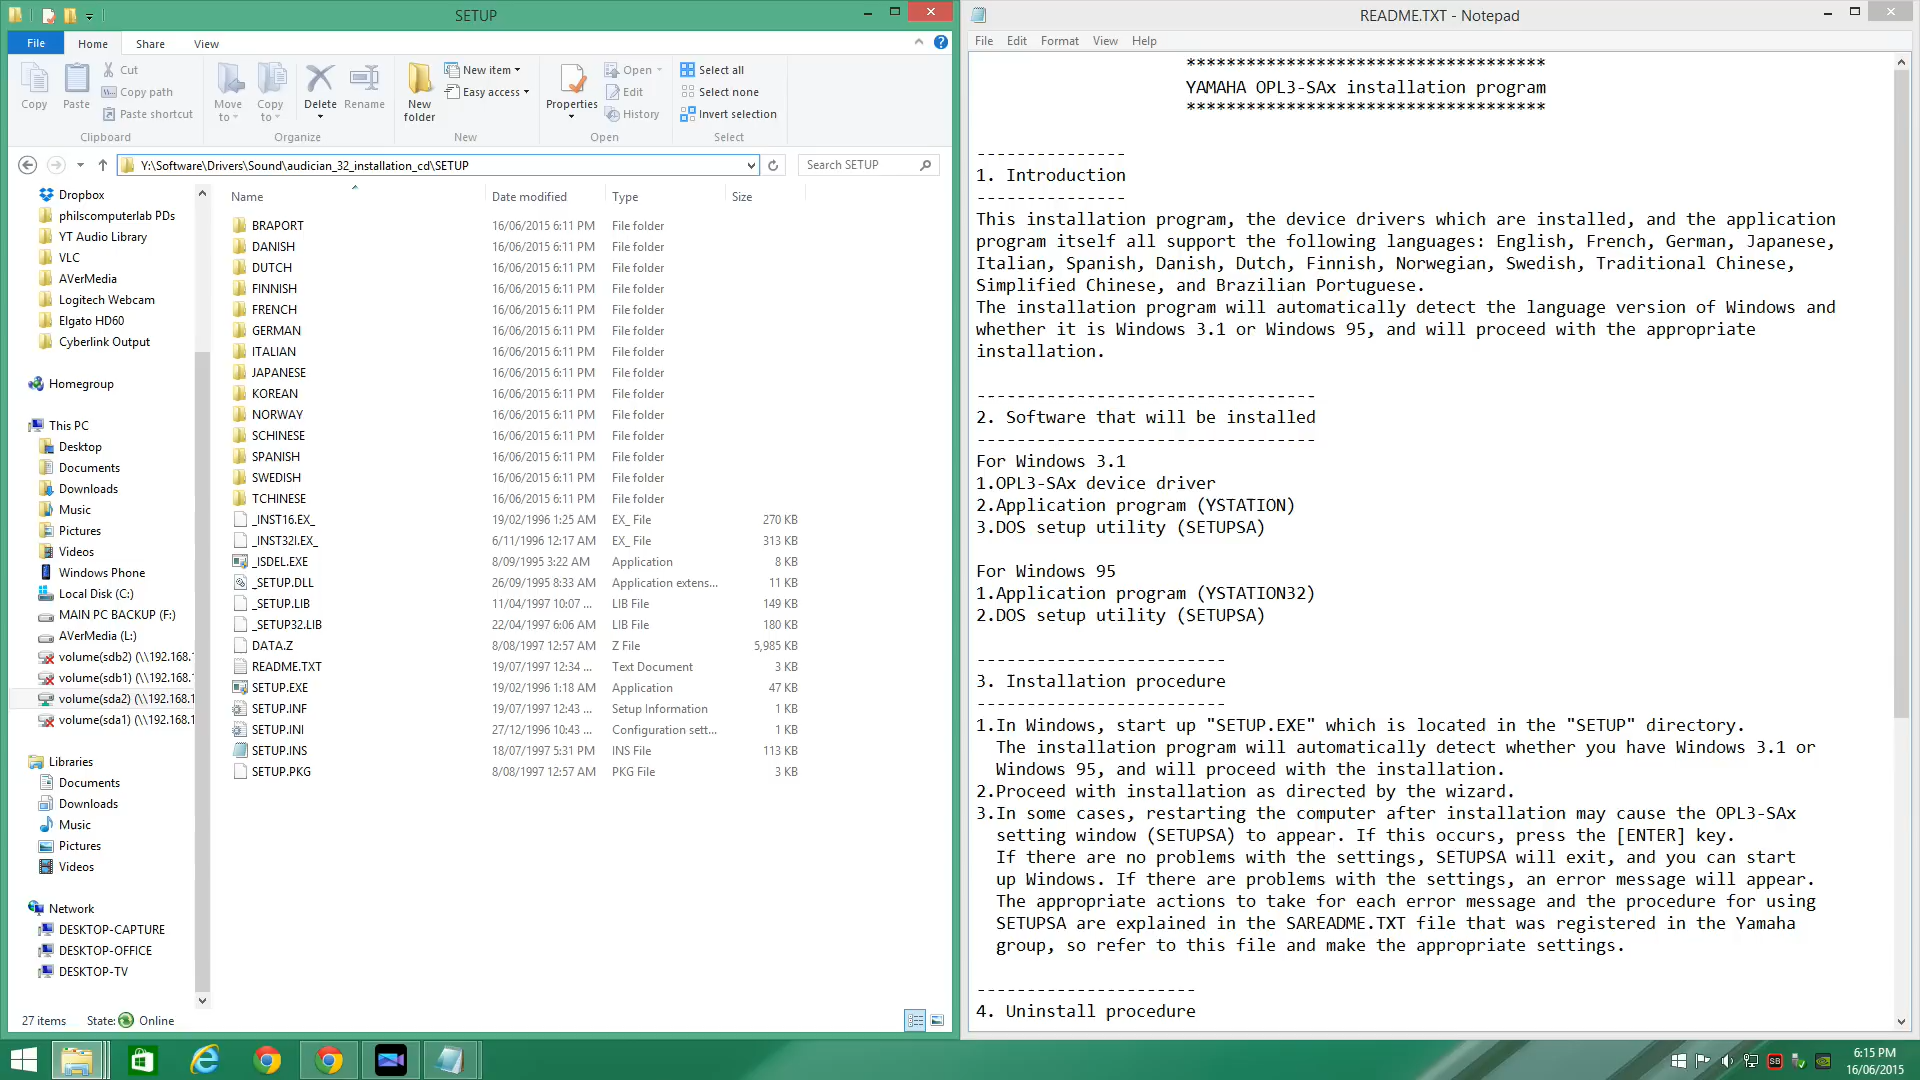 SETUP
File
Home
Share
View
Copy
Paste
Cut
Copy path
Paste shortcut
Clipboard
Move to
Copy to
Delete
Rename
Organize
New folder
New item
Easy access
New
Properties
Open
Edit
History
Open
Select all
Select none
Invert selection
Select
Y:\Software\Drivers\Sound\audician_32_installation_cd\SETUP
Search SETUP
Dropbox
philscomputerlab PDs
YT Audio Library
VLC
AVerMedia
Logitech Webcam
Elgato HD60
Cyberlink Output
Homegroup
This PC
Desktop
Documents
Downloads
Music
Pictures
Videos
Windows Phone
Local Disk (C:)
MAIN PC BACKUP (F:)
AVerMedia (L:)
volume(sdb2) (\\192.168.
volume(sdb1) (\\192.168.
volume(sda2) (\\192.168.1
volume(sda1) (\\192.168.1
Libraries
Documents
Downloads
Music
Pictures
Videos
Network
DESKTOP-CAPTURE
DESKTOP-OFFICE
DESKTOP-TV
Name Date modified Type Size
BRAPORT 16/06/2015 6:11 PM File folder
DANISH 16/06/2015 6:11 PM File folder
DUTCH 16/06/2015 6:11 PM File folder
FINNISH 16/06/2015 6:11 PM File folder
FRENCH 16/06/2015 6:11 PM File folder
GERMAN 16/06/2015 6:11 PM File folder
ITALIAN 16/06/2015 6:11 PM File folder
JAPANESE 16/06/2015 6:11 PM File folder
KOREAN 16/06/2015 6:11 PM File folder
NORWAY 16/06/2015 6:11 PM File folder
SCHINESE 16/06/2015 6:11 PM File folder
SPANISH 16/06/2015 6:11 PM File folder
SWEDISH 16/06/2015 6:11 PM File folder
TCHINESE 16/06/2015 6:11 PM File folder
_INST16.EX_ 19/02/1996 1:25 AM EX_ File 270 KB
_INST32I.EX_ 6/11/1996 12:17 AM EX_ File 313 KB
_ISDEL.EXE 8/09/1995 3:22 AM Application 8 KB
_SETUP.DLL 26/09/1995 8:33 AM Application extens... 11 KB
_SETUP.LIB 11/04/1997 10:07 ... LIB File 149 KB
_SETUP32.LIB 22/04/1997 6:06 AM LIB File 180 KB
DATA.Z 8/08/1997 12:57 AM Z File 5,985 KB
README.TXT 19/07/1997 12:34 ... Text Document 3 KB
SETUP.EXE 19/02/1996 1:18 AM Application 47 KB
SETUP.INF 19/07/1997 12:43 ... Setup Information 1 KB
SETUP.INI 27/12/1996 10:43 ... Configuration sett... 1 KB
SETUP.INS 18/07/1997 5:31 PM INS File 113 KB
SETUP.PKG 8/08/1997 12:57 AM PKG File 3 KB
27 items State: Online
README.TXT - Notepad
File Edit Format View Help
************************************
YAMAHA OPL3-SAx installation program
************************************
---------------
1. Introduction
---------------
This installation program, the device drivers which are installed, and the application
program itself all support the following languages: English, French, German, Japanese,
Italian, Spanish, Danish, Dutch, Finnish, Norwegian, Swedish, Traditional Chinese,
Simplified Chinese, and Brazilian Portuguese.
The installation program will automatically detect the language version of Windows and
whether it is Windows 3.1 or Windows 95, and will proceed with the appropriate
installation.
----------------------------------
2. Software that will be installed
----------------------------------
For Windows 3.1
1.OPL3-SAx device driver
2.Application program (YSTATION)
3.DOS setup utility (SETUPSA)
For Windows 95
1.Application program (YSTATION32)
2.DOS setup utility (SETUPSA)
-------------------------
3. Installation procedure
-------------------------
1.In Windows, start up "SETUP.EXE" which is located in the "SETUP" directory.
The installation program will automatically detect whether you have Windows 3.1 or
Windows 95, and will proceed with the installation.
2.Proceed with installation as directed by the wizard.
3.In some cases, restarting the computer after installation may cause the OPL3-SAx
setting window (SETUPSA) to appear. If this occurs, press the [ENTER] key.
If there are no problems with the settings, SETUPSA will exit, and you can start
up Windows. If there are problems with the settings, an error message will appear.
The appropriate actions to take for each error message and the procedure for using
SETUPSA are explained in the SAREADME.TXT file that was registered in the Yamaha
group, so refer to this file and make the appropriate settings.
----------------------
4. Uninstall procedure
6:15 PM
16/06/2015